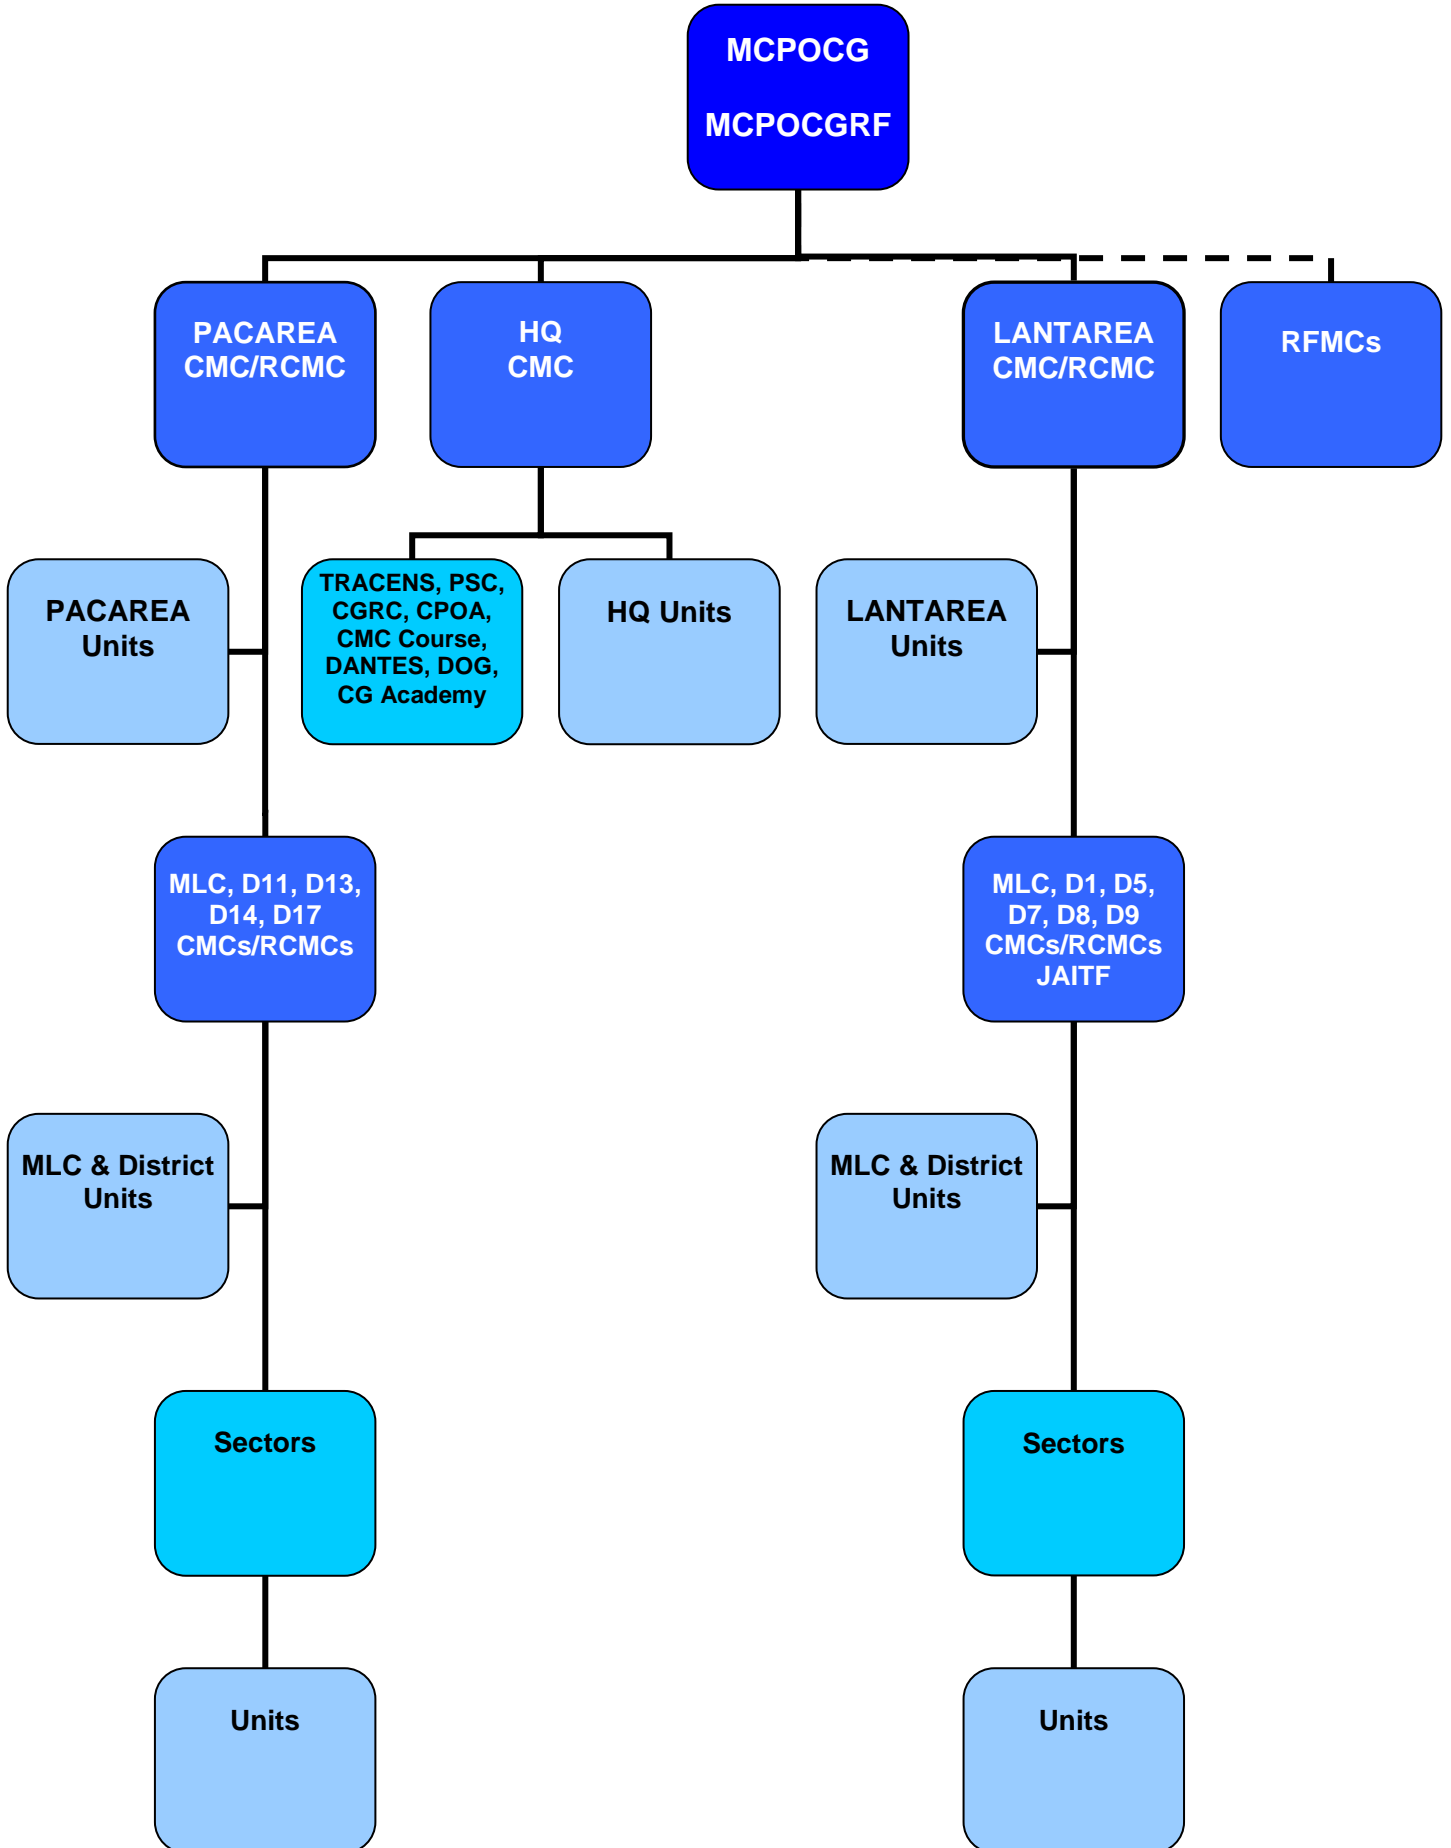 MCPOCG
MCPOCGRF
PACAREA
CMC/RCMC
HQ
CMC
LANTAREA
CMC/RCMC
RFMCs
PACAREA
Units
TRACENS, PSC,
CGRC, CPOA,
CMC Course,
DANTES, DOG,
CG Academy
HQ Units
LANTAREA
Units
MLC, D11, D13,
D14, D17
CMCs/RCMCs
MLC, D1, D5,
D7, D8, D9
CMCs/RCMCs
JAITF
MLC & District
Units
MLC & District
Units
Sectors
Sectors
Units
Units